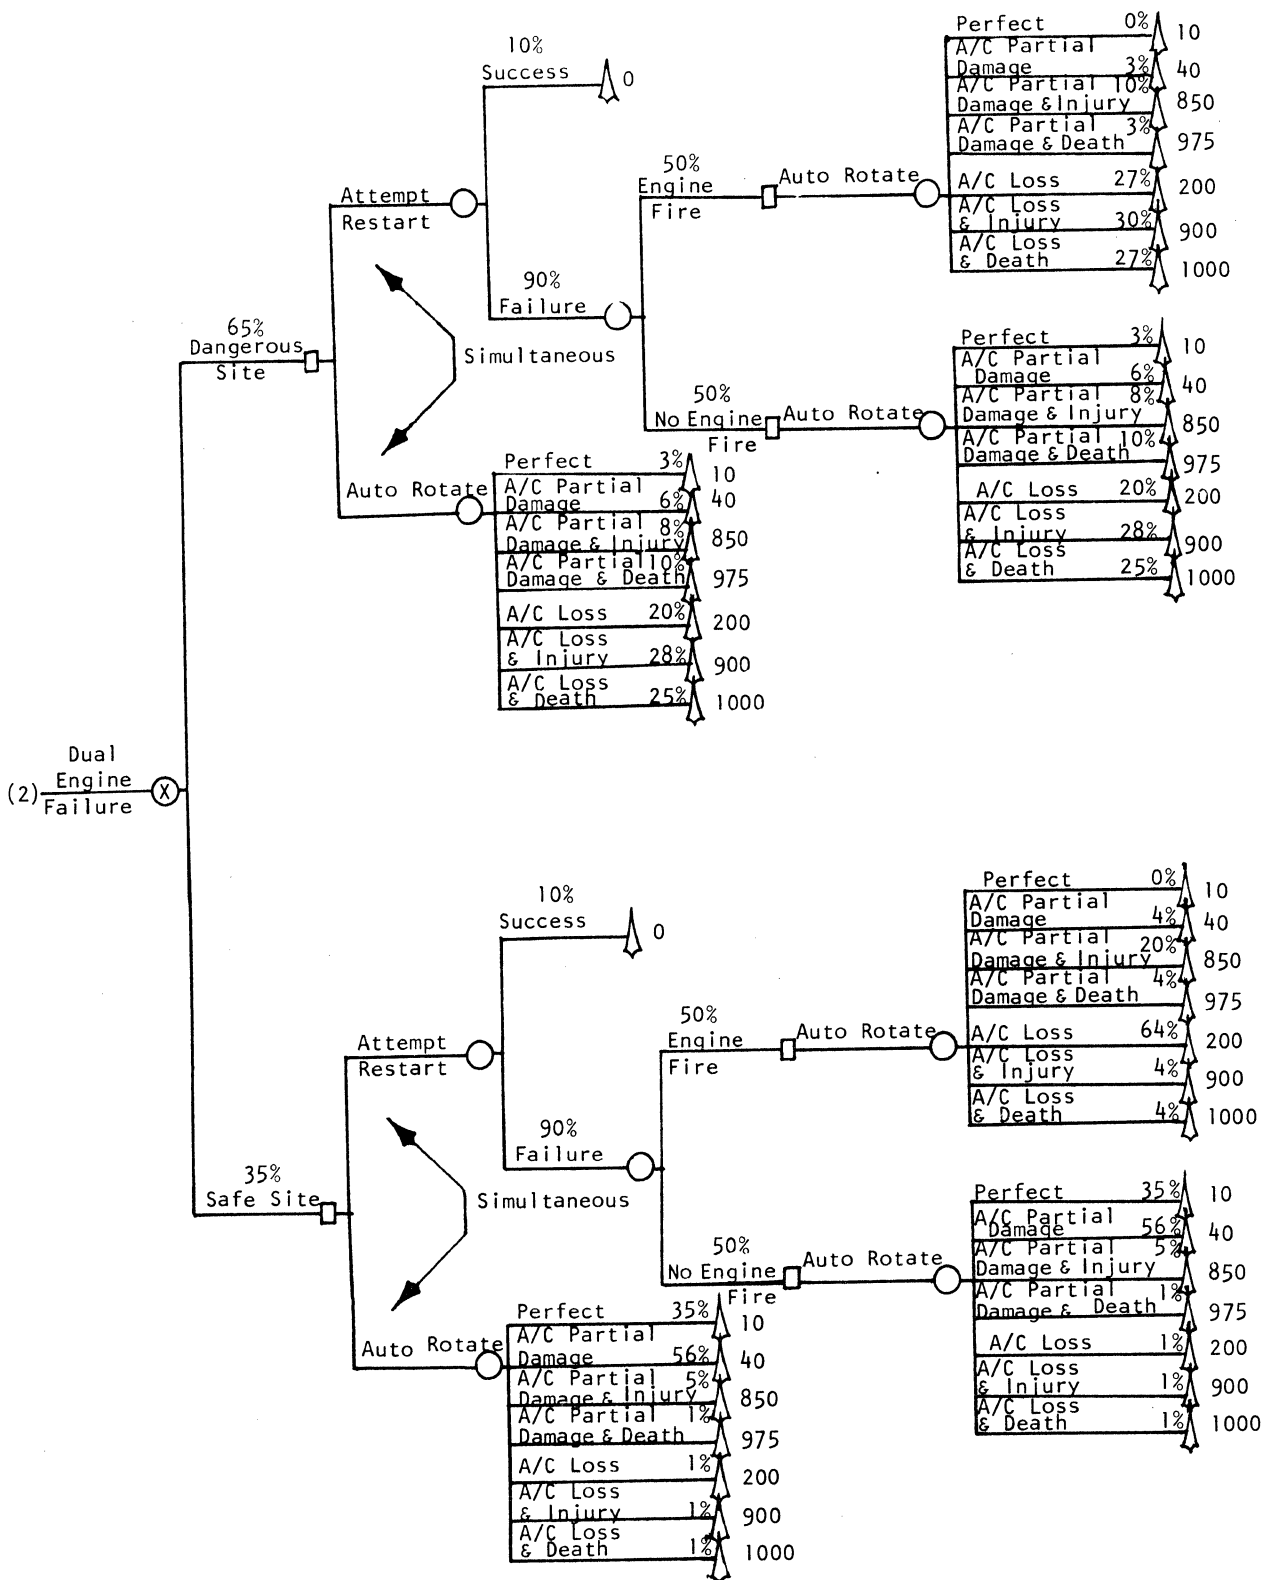 (2)
Dual
Engine
Failure
X
65%
Dangerous
Site
Attempt
Restart
10%
Success
0
90%
Failure
Simultaneous
50%
Engine
Fire
Auto Rotate
Perfect 0% 10
A/C Partial
Damage 3% 40
A/C Partial 10%
Damage & Injury 850
A/C Partial 3%
Damage & Death 975
A/C Loss 27% 200
A/C Loss
& Injury 30% 900
A/C Loss
& Death 27% 1000
50%
No Engine
Fire
Auto Rotate
Perfect 3% 10
A/C Partial
Damage 6% 40
A/C Partial 8%
Damage & Injury 850
A/C Partial 10%
Damage & Death 975
A/C Loss 20% 200
A/C Loss
& Injury 28% 900
A/C Loss
& Death 25% 1000
Auto Rotate
Perfect 3% 10
A/C Partial
Damage 6% 40
A/C Partial 8%
Damage & Injury 850
A/C Partial 10%
Damage & Death 975
A/C Loss 20% 200
A/C Loss
& Injury 28% 900
A/C Loss
& Death 25% 1000
35%
Safe Site
Attempt
Restart
10%
Success
0
90%
Failure
Simultaneous
50%
Engine
Fire
Auto Rotate
Perfect 0% 10
A/C Partial
Damage 4% 40
A/C Partial 20%
Damage & Injury 850
A/C Partial 4%
Damage & Death 975
A/C Loss 64% 200
A/C Loss
& Injury 4% 900
A/C Loss
& Death 4% 1000
50%
No Engine
Fire
Auto Rotate
Perfect 35% 10
A/C Partial
Damage 56% 40
A/C Partial 5%
Damage & Injury 850
A/C Partial 1%
Damage & Death 975
A/C Loss 1% 200
A/C Loss
& Injury 1% 900
A/C Loss
& Death 1% 1000
Auto Rotate
Perfect 35% 10
A/C Partial
Damage 56% 40
A/C Partial 5%
Damage & Injury 850
A/C Partial 1%
Damage & Death 975
A/C Loss 1% 200
A/C Loss
& Injury 1% 900
A/C Loss
& Death 1% 1000